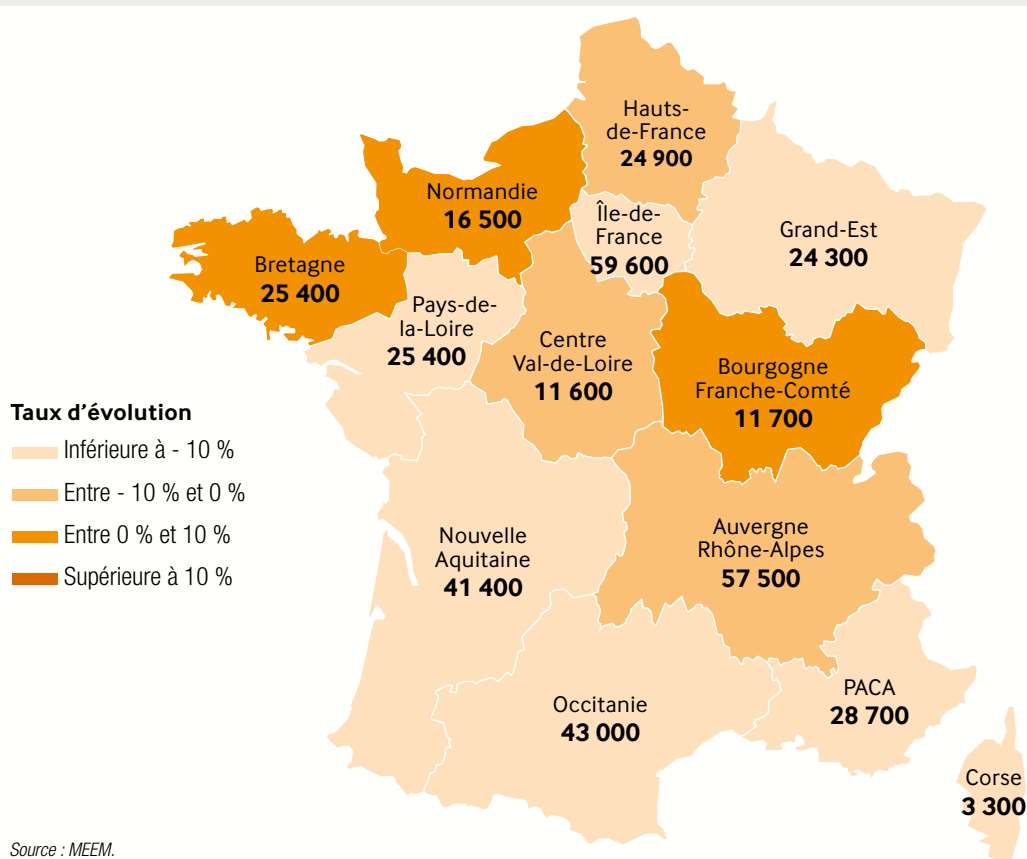 Hauts-
de-France
24 900
Normandie
16 500
Île-de-
France
59 600
Grand-Est
24 300
Bretagne
25 400
Pays-de-
la-Loire
25 400
Centre
Val-de-Loire
11 600
Bourgogne
Franche-Comté
11 700
Taux d’évolution
Inférieure à - 10 %
Entre - 10 % et 0 %
Entre 0 % et 10 %
Supérieure à 10 %
Nouvelle
Aquitaine
41 400
Auvergne
Rhône-Alpes
57 500
Occitanie
43 000
PACA
28 700
Corse
3 300
Source : MEEM.